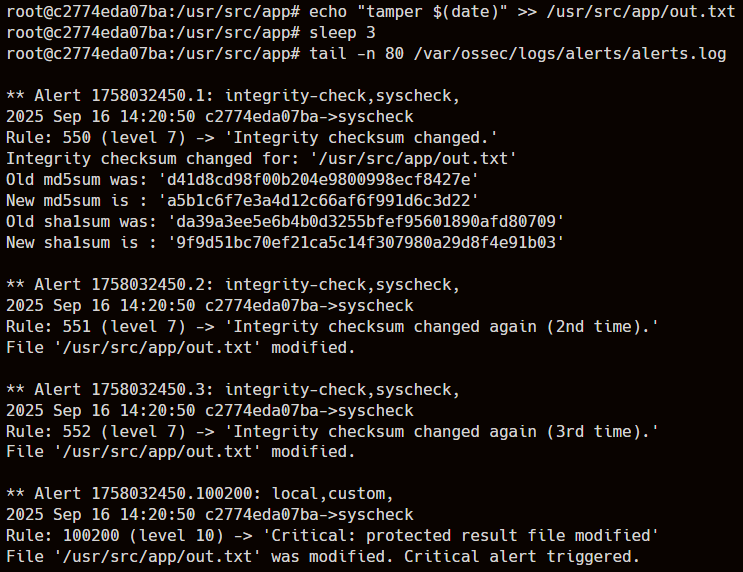 root@c2774eda07ba:/usr/src/app# echo "tamper $(date)" >> /usr/src/app/out.txt
root@c2774eda07ba:/usr/src/app# sleep 3
root@c2774eda07ba:/usr/src/app# tail -n 80 /var/ossec/logs/alerts/alerts.log
** Alert 1758032450.1: integrity-check,syscheck,
2025 Sep 16 14:20:50 c2774eda07ba->syscheck
Rule: 550 (level 7) -> 'Integrity checksum changed.'
Integrity checksum changed for: '/usr/src/app/out.txt'
Old md5sum was: 'd41d8cd98f00b204e9800998ecf8427e'
New md5sum is : 'a5b1c6f7e3a4d12c66af6f991d6c3d22'
Old sha1sum was: 'da39a3ee5e6b4b0d3255bfef95601890afd80709'
New sha1sum is : '9f9d51bc70ef21ca5c14f307980a29d8f4e91b03'
** Alert 1758032450.2: integrity-check,syscheck,
2025 Sep 16 14:20:50 c2774eda07ba->syscheck
Rule: 551 (level 7) -> 'Integrity checksum changed again (2nd time).'
File '/usr/src/app/out.txt' modified.
** Alert 1758032450.3: integrity-check,syscheck,
2025 Sep 16 14:20:50 c2774eda07ba->syscheck
Rule: 552 (level 7) -> 'Integrity checksum changed again (3rd time).'
File '/usr/src/app/out.txt' modified.
** Alert 1758032450.100200: local,custom,
2025 Sep 16 14:20:50 c2774eda07ba->syscheck
Rule: 100200 (level 10) -> 'Critical: protected result file modified'
File '/usr/src/app/out.txt' was modified. Critical alert triggered.